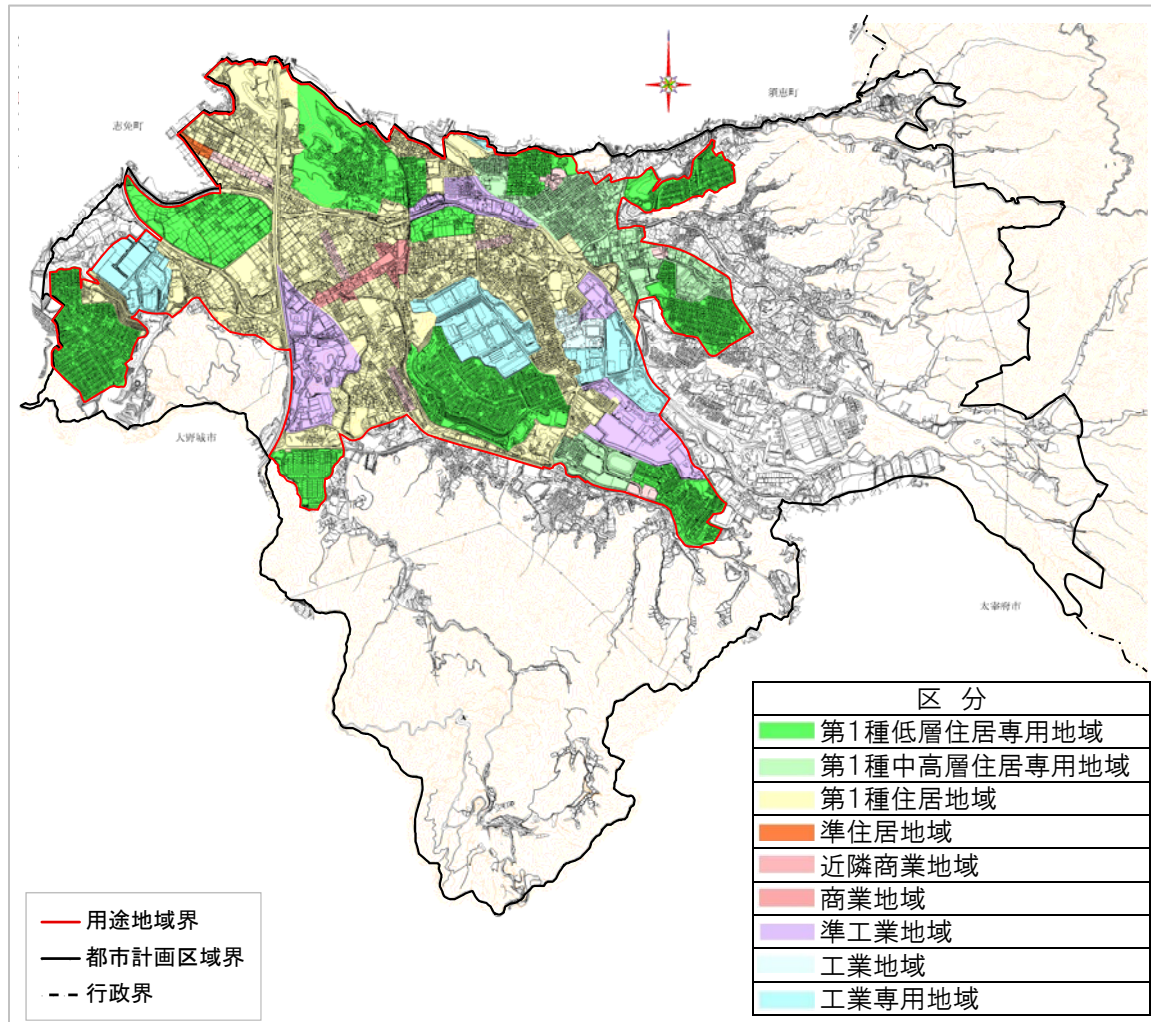 須恵町
志免町
大野城市
太宰府市
区 分
第1種低層住居専用地域
第1種中高層住居専用地域
第1種住居地域
準住居地域
近隣商業地域
商業地域
準工業地域
工業地域
工業専用地域
用途地域界
都市計画区域界
行政界